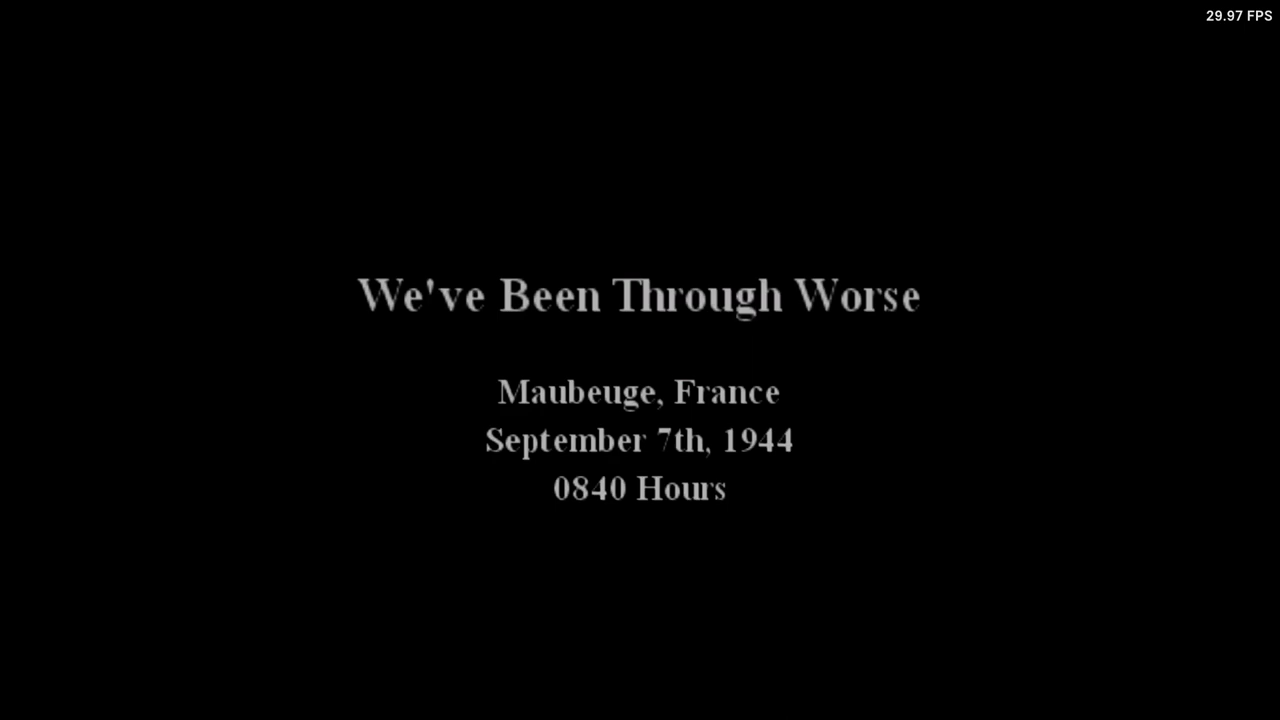 29.97 FPS
We've Been Through Worse
Maubeuge, France
September 7th, 1944
0840 Hours